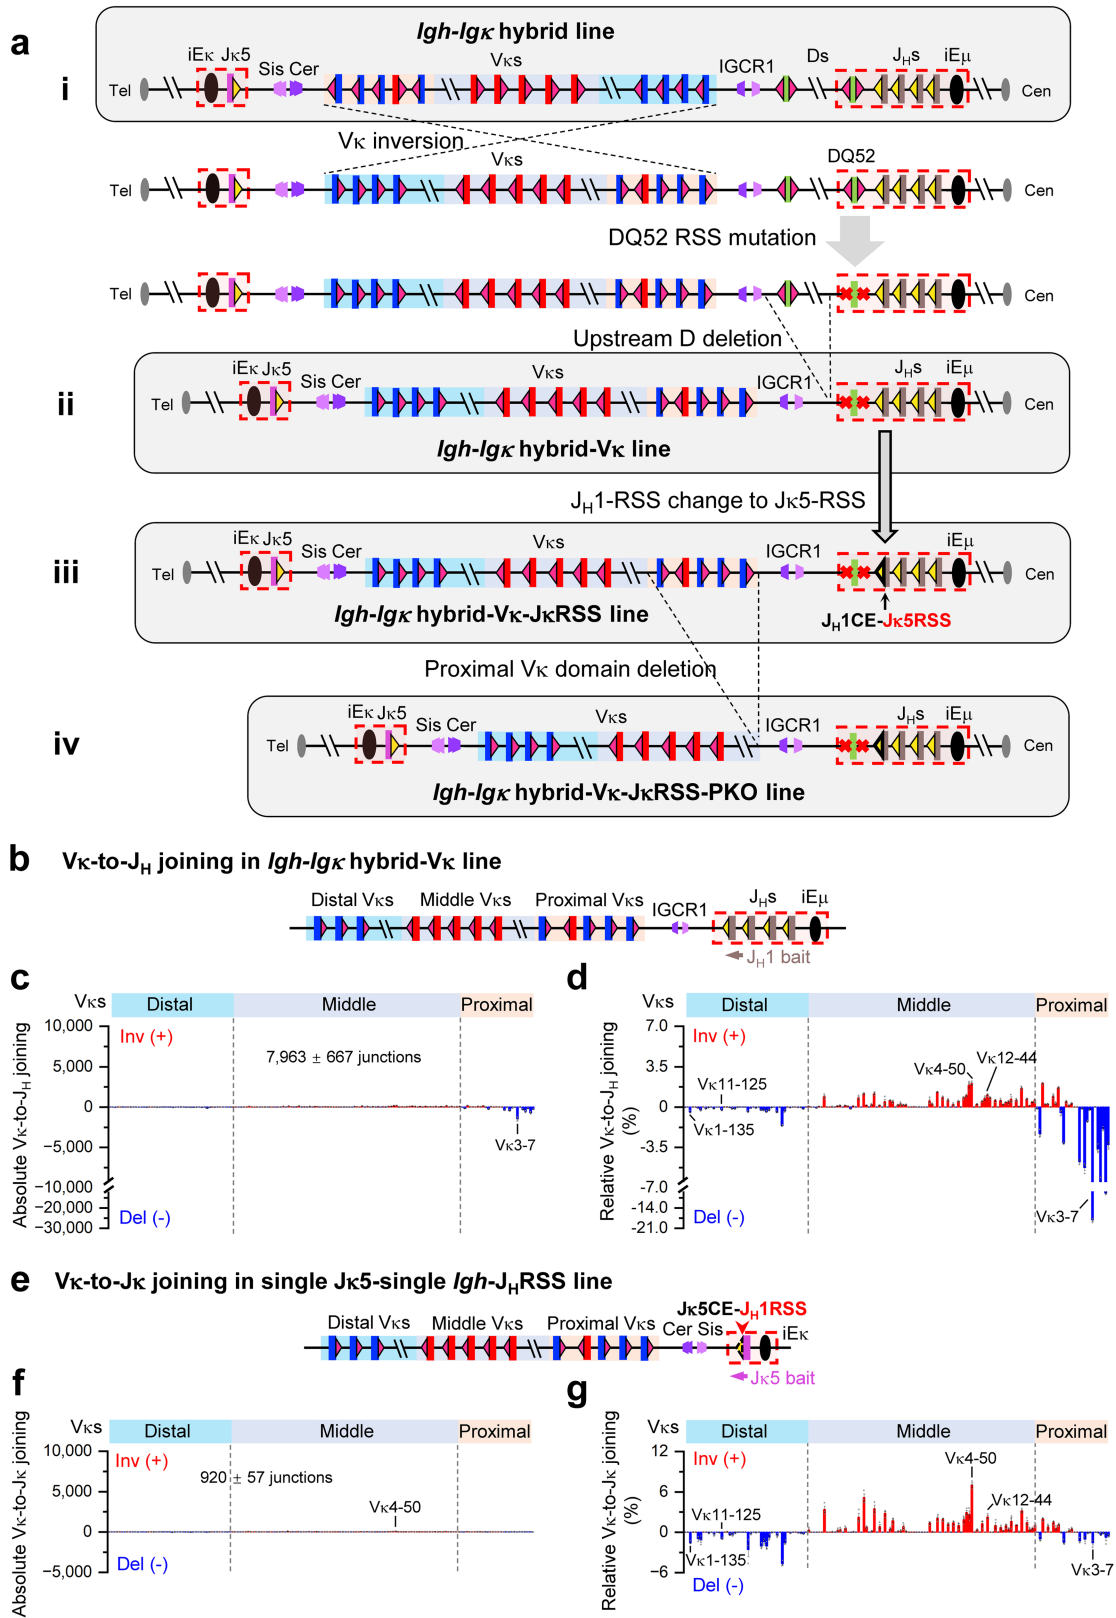 a
Igh-Igκ hybrid line
i
iEκ Jκ5
Sis Cer
Vκs
IGCR1
Ds
JHs
iEμ
Tel
Cen
Vκ inversion
Vκs
DQ52
Tel
Cen
DQ52 RSS mutation
Tel
Cen
Upstream D deletion
ii
iEκ Jκ5
Sis Cer
Vκs
IGCR1
JHs
iEμ
Tel
Cen
Igh-Igκ hybrid-Vκ line
JH1-RSS change to Jκ5-RSS
iii
iEκ Jκ5
Sis Cer
Vκs
IGCR1
iEμ
Tel
Cen
Igh-Igκ hybrid-Vκ-JκRSS line
JH1CE-Jκ5RSS
Proximal Vκ domain deletion
iv
iEκ Jκ5
Sis Cer
Vκs
IGCR1
JHs
iEμ
Tel
Cen
Igh-Igκ hybrid-Vκ-JκRSS-PKO line
b
Vκ-to-JH joining in Igh-Igκ hybrid-Vκ line
Distal Vκs
Middle Vκs
Proximal Vκs
IGCR1
JHs
iEμ
JH1 bait
c
Vκs
Distal
Middle
Proximal
Absolute Vκ-to-JH joining
10,000
5,000
0
−5,000
−10,000
−20,000
−30,000
Inv (+)
7,963 ± 667 junctions
Vκ3-7
Del (-)
d
Vκs
Distal
Middle
Proximal
Relative Vκ-to-JH joining
(%)
7.0
3.5
0
-3.5
-7.0
-14.0
-21.0
Inv (+)
Vκ4-50
Vκ12-44
Vκ11-125
Vκ1-135
Vκ3-7
Del (-)
e
Vκ-to-Jκ joining in single Jκ5-single Igh-JHRSS line
Jκ5CE-JH1RSS
Distal Vκs
Middle Vκs
Proximal Vκs
Cer Sis
iEκ
Jκ5 bait
f
Vκs
Distal
Middle
Proximal
Absolute Vκ-to-Jκ joining
10,000
5,000
0
−5,000
Inv (+)
920 ± 57 junctions
Vκ4-50
Del (-)
g
Vκs
Distal
Middle
Proximal
Relative Vκ-to-Jκ joining
(%)
12
6
0
−6
Inv (+)
Vκ4-50
Vκ12-44
Vκ11-125
Vκ1-135
Vκ3-7
Del (-)